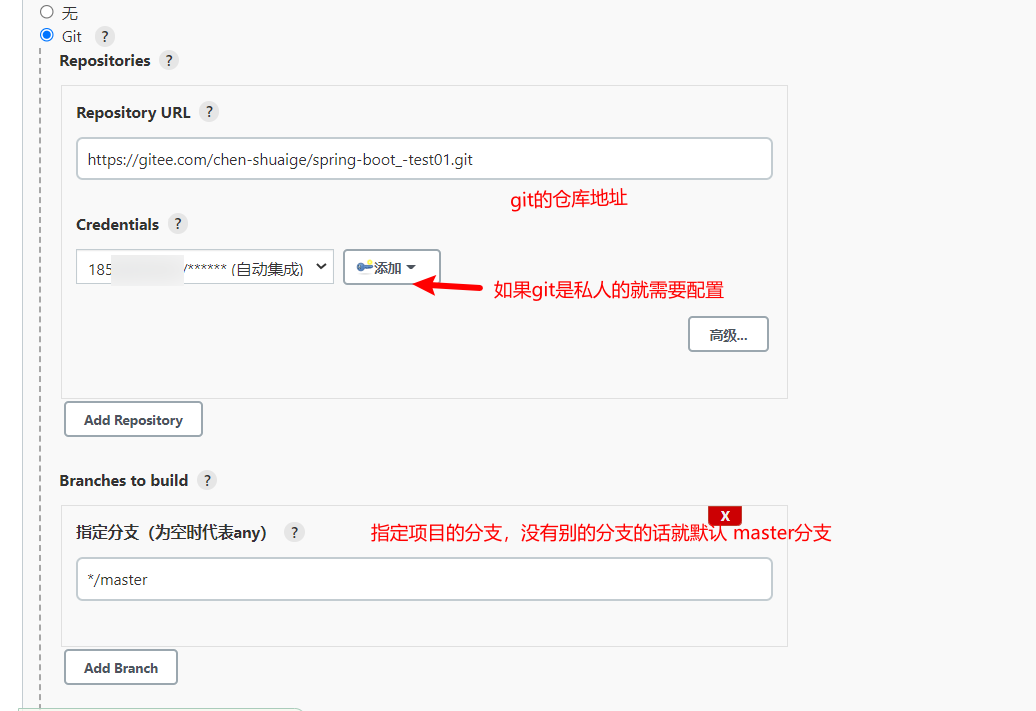 无
Git ?
Repositories ?
Repository URL ?
https://gitee.com/chen-shuaige/spring-boot_-test01.git
git的仓库地址
Credentials ?
185 /****** (自动集成)
添加
如果git是私人的就需要配置
高级...
Add Repository
Branches to build ?
X
指定分支（为空时代表any） ?
指定项目的分支，没有别的分支的话就默认 master分支
*/master
Add Branch